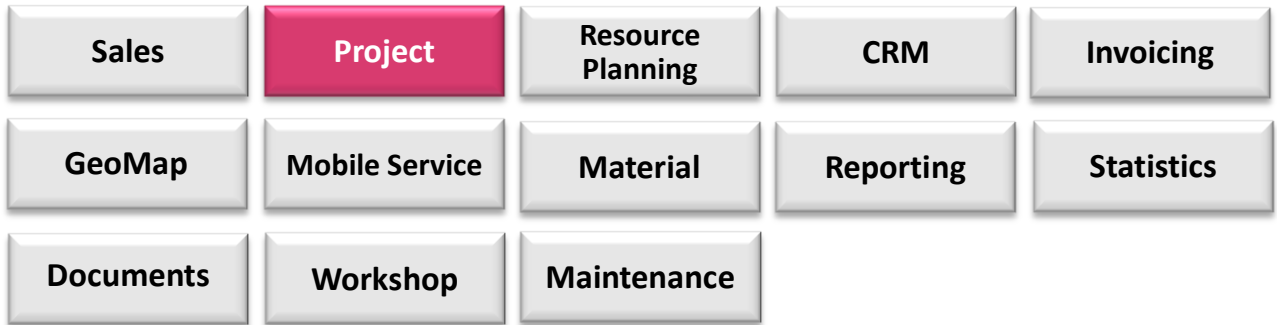 Sales
Project
Resource
Planning
CRM
Invoicing
GeoMap
Mobile Service
Material
Reporting
Statistics
Documents
Workshop
Maintenance